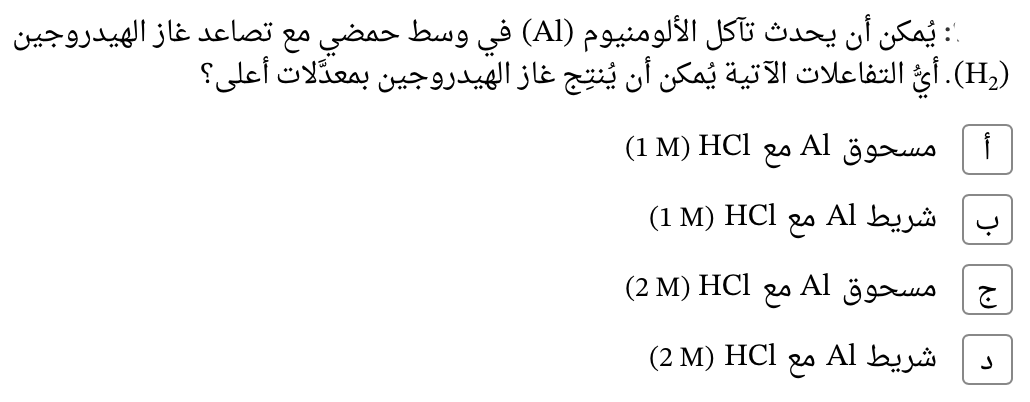 : يُمكن أن يحدث تآكل الألومنيوم (Al) في وسط حمضي مع تصاعد غاز الهيدروجين
(H₂). أيُّ التفاعلات الآتية يُمكن أن يُنتِج غاز الهيدروجين بمعدَّلات أعلى؟
أ مسحوق Al مع HCl (1 M)
ب شريط Al مع HCl (1 M)
ج مسحوق Al مع HCl (2 M)
د شريط Al مع HCl (2 M)